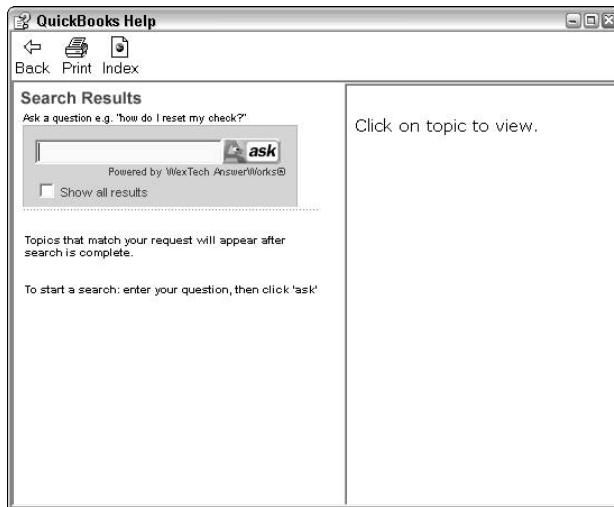 QuickBooks Help
Back Print Index
Search Results
Ask a question e.g. "how do I reset my check?"
ask
Powered by WexTech AnswerWorks®
Show all results
Topics that match your request will appear after
search is complete.
To start a search: enter your question, then click 'ask'
Click on topic to view.